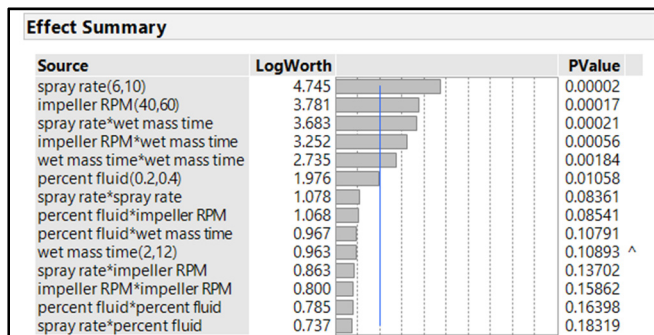 Effect Summary
Source LogWorth PValue
spray rate(6,10) 4.745 0.00002
impeller RPM(40,60) 3.781 0.00017
spray rate*wet mass time 3.683 0.00021
impeller RPM*wet mass time 3.252 0.00056
wet mass time*wet mass time 2.735 0.00184
percent fluid(0.2,0.4) 1.976 0.01058
spray rate*spray rate 1.078 0.08361
percent fluid*impeller RPM 1.068 0.08541
percent fluid*wet mass time 0.967 0.10791
wet mass time(2,12) 0.963 0.10893 ^
spray rate*impeller RPM 0.863 0.13702
impeller RPM*impeller RPM 0.800 0.15862
percent fluid*percent fluid 0.785 0.16398
spray rate*percent fluid 0.737 0.18319